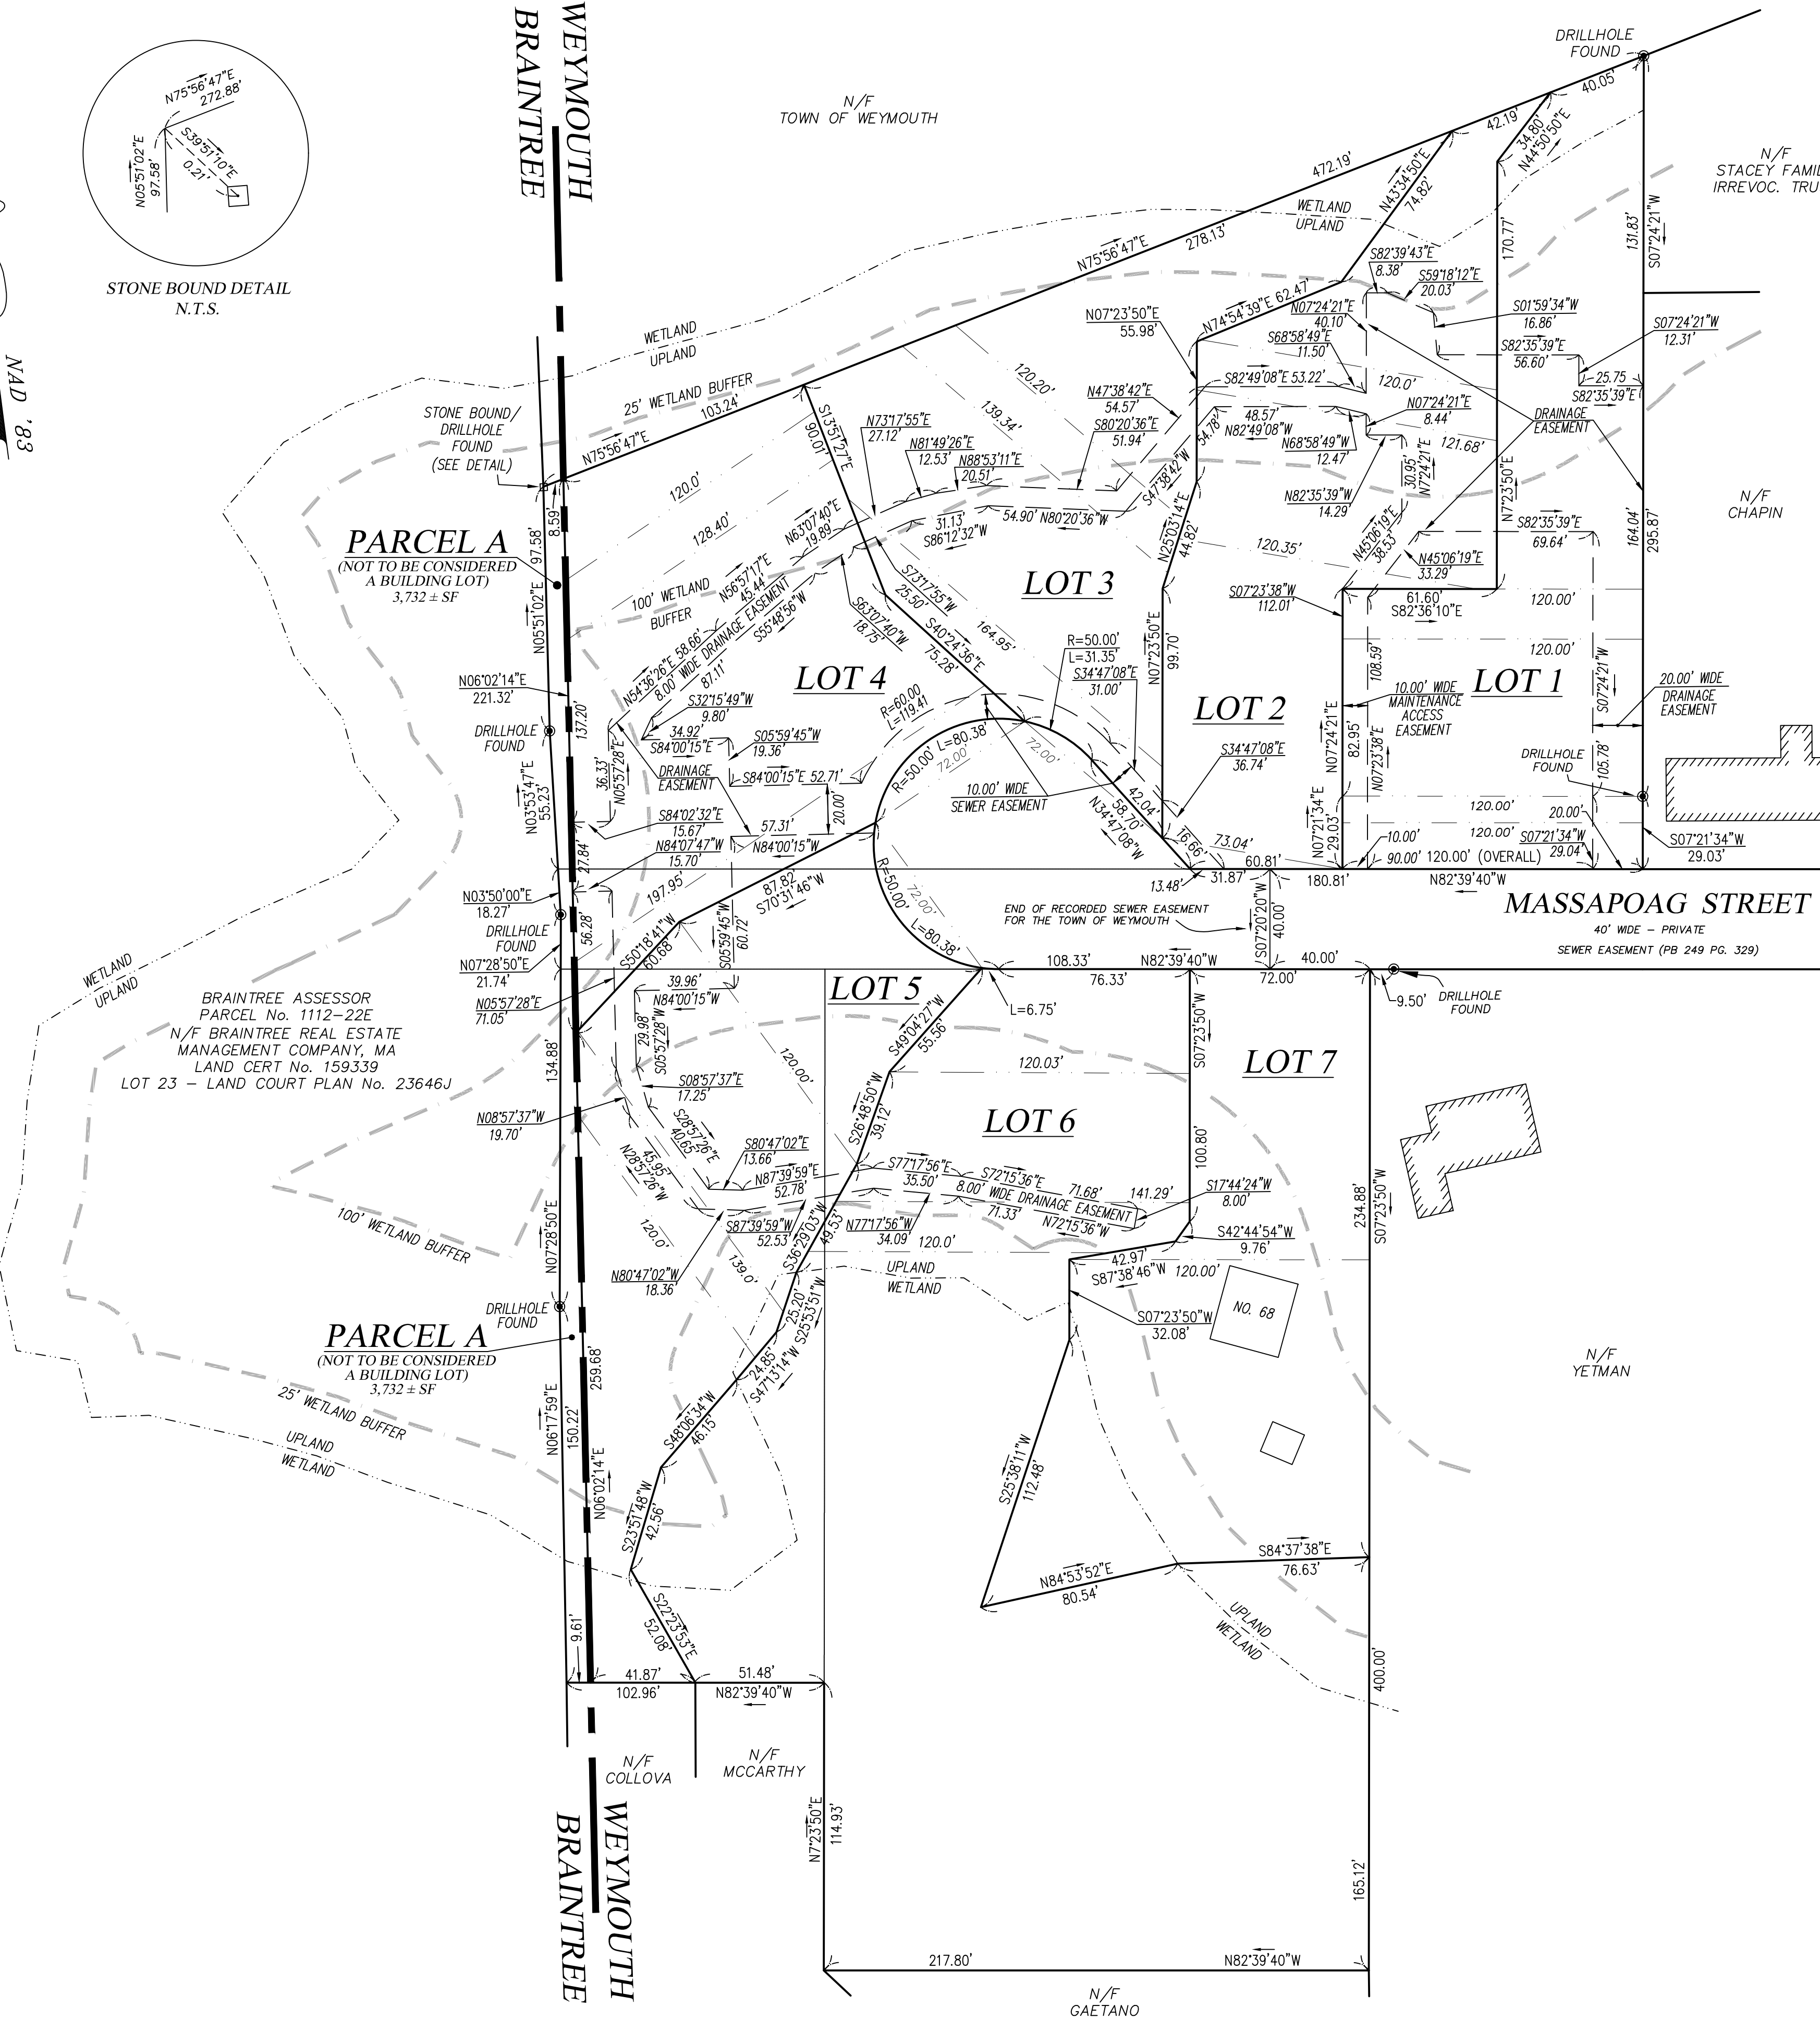 WEYMOUTH
BRAINTREE
N75°56'47"E
272.88'
S39°51'10"E
0.21'
N05°51'02"E
97.58'
STONE BOUND DETAIL
N.T.S.
NAD '83
N/F
TOWN OF WEYMOUTH
DRILLHOLE
FOUND
40.05'
42.19'
34.80'
N44°50'50"E
472.19'
N43°34'50"E
74.82'
WETLAND
UPLAND
N75°56'47"E
278.13'
N/F
STACEY FAMIL
IRREVOC. TRU
131.83'
S07°24'21"W
170.77'
S82°39'43"E
8.38'
S59°18'12"E
20.03'
S01°59'34"W
16.86'
S07°24'21"W
12.31'
N07°23'50"E
55.98'
N74°54'39"E 62.47'
N07°24'21"E
40.10'
S68°58'49"E
11.50'
S82°35'39"E
56.60'
25.75
S82°35'39"E
S82°49'08"E 53.22'
120.0'
WETLAND
UPLAND
25' WETLAND BUFFER
103.24'
N75°56'47"E
STONE BOUND/
DRILLHOLE
FOUND
(SEE DETAIL)
S13°51'27"E
90.01'
120.20'
139.34'
N73°17'55"E
27.12'
N81°49'26"E
12.53'
N88°53'11"E
20.51'
N47°38'42"E
54.57'
S80°20'36"E
51.94'
54.78'
S47°38'42"W
48.57'
N82°49'08"W
N68°58'49"W
12.47'
N07°24'21"E
8.44'
DRAINAGE
EASEMENT
121.68'
N82°35'39"W
14.29'
30.95'
N7°24'21"E
N7°23'50"E
164.04'
295.87'
N/F
CHAPIN
8.59'
97.58'
N05°51'02"E
PARCEL A
(NOT TO BE CONSIDERED
A BUILDING LOT)
3,732 ± SF
120.0'
128.40'
N63°07'40"E
19.89'
31.13'
S86°12'32"W
54.90'
N80°20'36"W
N25°03'14"E
44.82'
120.35'
N45°06'19"E
38.53'
N45°06'19"E
33.29'
S82°35'39"E
69.64'
100' WETLAND
BUFFER
N56°57'17"E
45.44'
8.00' WIDE DRAINAGE EASEMENT
S55°48'56"W
87.11'
N54°36'26"E 58.66'
S73°17'55"W
25.50'
S63°07'40"W
18.75'
LOT 3
S07°23'38"W
112.01'
61.60'
S82°36'10"E
120.00'
120.00'
N06°02'14"E
221.32'
137.20'
LOT 4
S40°24'36"E
75.28'
164.95'
R=50.00'
L=31.35'
S34°47'08"E
31.00'
N07°23'50"E
99.70'
LOT 2
108.59'
10.00' WIDE
MAINTENANCE
ACCESS
EASEMENT
LOT 1
S07°24'21"W
20.00' WIDE
DRAINAGE
EASEMENT
DRILLHOLE
FOUND
S32°15'49"W
9.80'
34.92'
S84°00'15"E
S05°59'45"W
19.36'
R=60.00
L=119.41
L=80.38'
R=50.00'
72.00'
72.00'
S34°47'08"E
36.74'
N07°24'21"E
82.95'
N07°23'38"E
105.78'
DRILLHOLE
FOUND
N03°53'47"E
55.23'
36.33'
N05°57'28"E
DRAINAGE
EASEMENT
S84°00'15"E 52.71'
20.00'
10.00' WIDE
SEWER EASEMENT
42.04'
58.70'
N34°47'08"W
120.00'
20.00'
S84°02'32"E
15.67'
57.31'
N84°00'15"W
N84°07'47"W
15.70'
27.84'
16.66'
73.04'
60.81'
N07°21'34"E
29.03'
10.00'
120.00'
90.00'
120.00' (OVERALL)
S07°21'34"W
29.04'
S07°21'34"W
29.03'
N03°50'00"E
18.27'
197.95'
87.82'
S70°31'46"W
R=50.00'
72.00'
L=80.38'
13.48'
31.87'
180.81'
N82°39'40"W
DRILLHOLE
FOUND
56.28'
S50°18'41"W
60.68'
S05°59'45"W
60.72'
END OF RECORDED SEWER EASEMENT
FOR THE TOWN OF WEYMOUTH
S07°20'20"W
40.00'
MASSAPOAG STREET
40' WIDE – PRIVATE
SEWER EASEMENT (PB 249 PG. 329)
WETLAND
UPLAND
N07°28'50"E
21.74'
N05°57'28"E
71.05'
39.96'
N84°00'15"W
LOT 5
108.33'
76.33'
N82°39'40"W
40.00'
72.00'
9.50'
DRILLHOLE
FOUND
BRAINTREE ASSESSOR
PARCEL No. 1112–22E
N/F BRAINTREE REAL ESTATE
MANAGEMENT COMPANY, MA
LAND CERT No. 159339
LOT 23 – LAND COURT PLAN No. 23646J
134.88'
29.98'
S05°57'28"W
S49°04'27"W
55.56'
L=6.75'
S07°23'50"W
LOT 7
120.00'
120.03'
N08°57'37"W
19.70'
S08°57'37"E
17.25'
S28°57'26"E
40.65'
45.95'
N28°57'26"W
S26°48'50"W
39.12'
LOT 6
100.80'
S80°47'02"E
13.66'
N87°39'59"E
52.78'
S77°17'56"E
35.50'
S72°15'36"E
71.68'
8.00' WIDE DRAINAGE EASEMENT
71.33'
N72°15'36"W
141.29'
S17°44'24"W
8.00'
S87°39'59"W
52.53'
N77°17'56"W
34.09'
S42°44'54"W
9.76'
234.88'
S07°23'50"W
100' WETLAND BUFFER
N07°28'50"E
120.0'
139.0'
S36°29'03"W
49.53'
120.0'
42.97'
S87°38'46"W
120.00'
N80°47'02"W
18.36'
UPLAND
WETLAND
S07°23'50"W
32.08'
NO. 68
DRILLHOLE
FOUND
PARCEL A
(NOT TO BE CONSIDERED
A BUILDING LOT)
3,732 ± SF
25.20'
S25°53'51"W
24.85'
S47°13'14"W
259.68'
N/F
YETMAN
25' WETLAND BUFFER
UPLAND
WETLAND
N06°17'59"E
150.22'
N06°02'14"E
S48°06'34"W
46.15'
S25°38'11"W
112.48'
S23°51'48"W
42.56'
S84°37'38"E
76.63'
N84°53'52"E
80.54'
S22°23'53"E
52.08'
9.61'
UPLAND
WETLAND
41.87'
51.48'
102.96'
N82°39'40"W
400.00'
N/F
COLLOVA
N/F
MCCARTHY
N7°23'50"E
114.93'
165.12'
WEYMOUTH
BRAINTREE
217.80'
N82°39'40"W
N/F
GAETANO